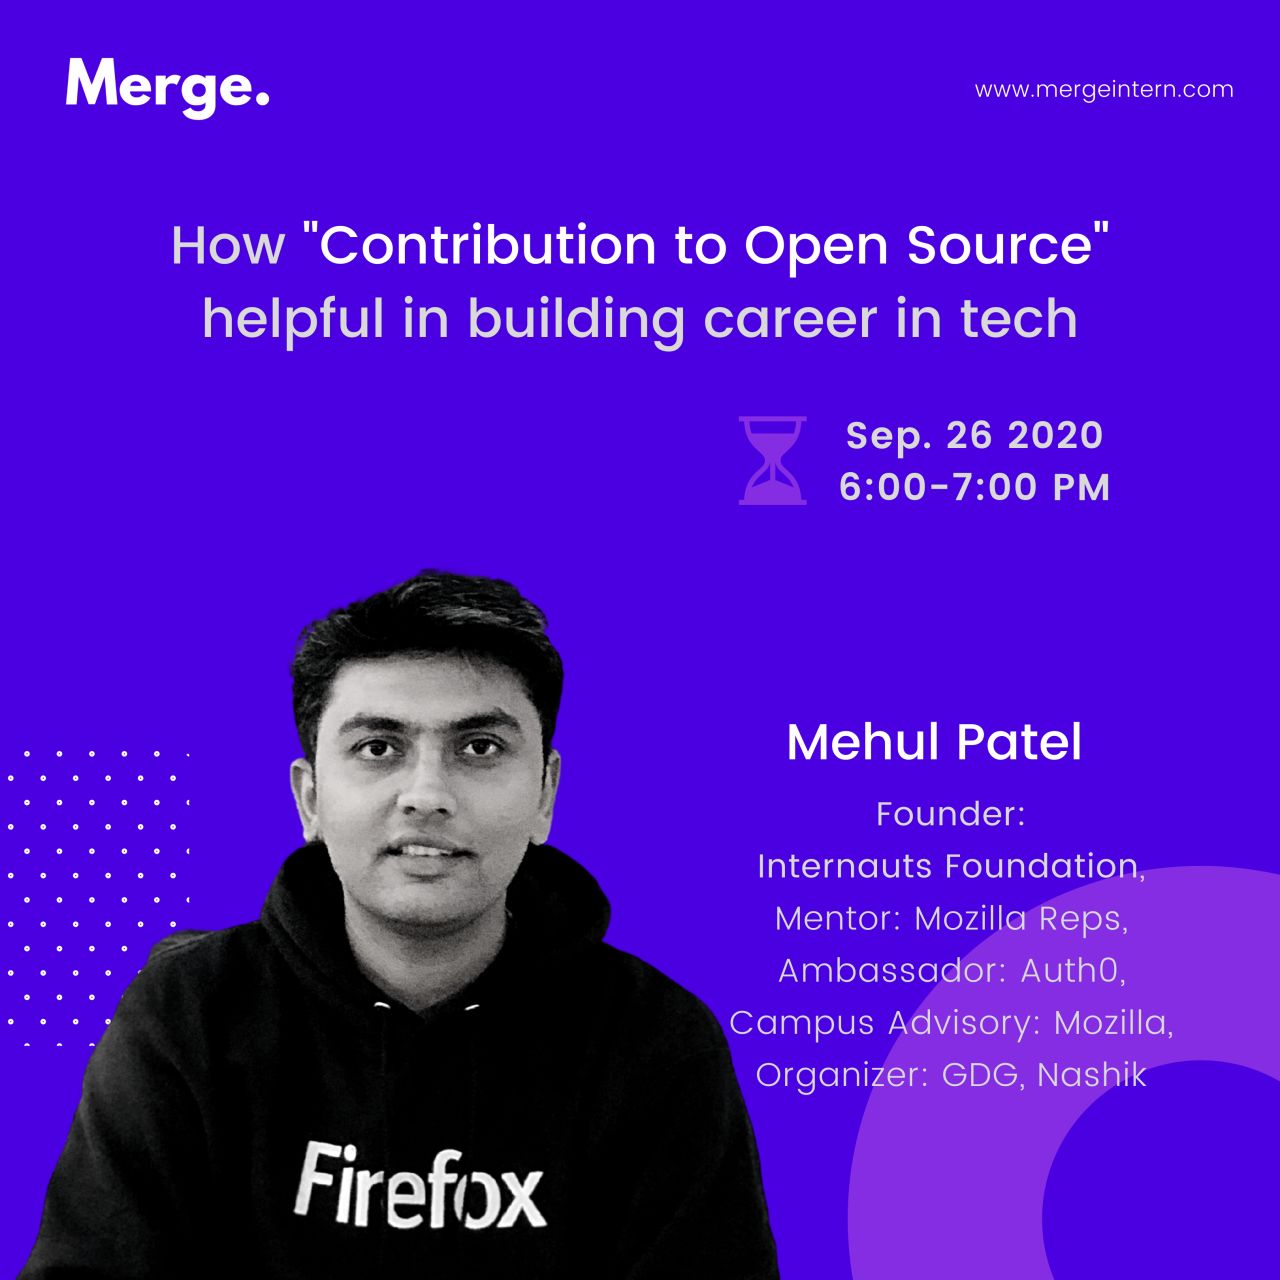 Merge.
www.mergeintern.com
How "Contribution to Open Source"
helpful in building career in tech
Sep. 26 2020
6:00-7:00 PM
Mehul Patel
Founder:
Internauts Foundation,
Mentor: Mozilla Reps,
Ambassador: Auth0,
Campus Advisory: Mozilla,
Organizer: GDG, Nashik
Firefox